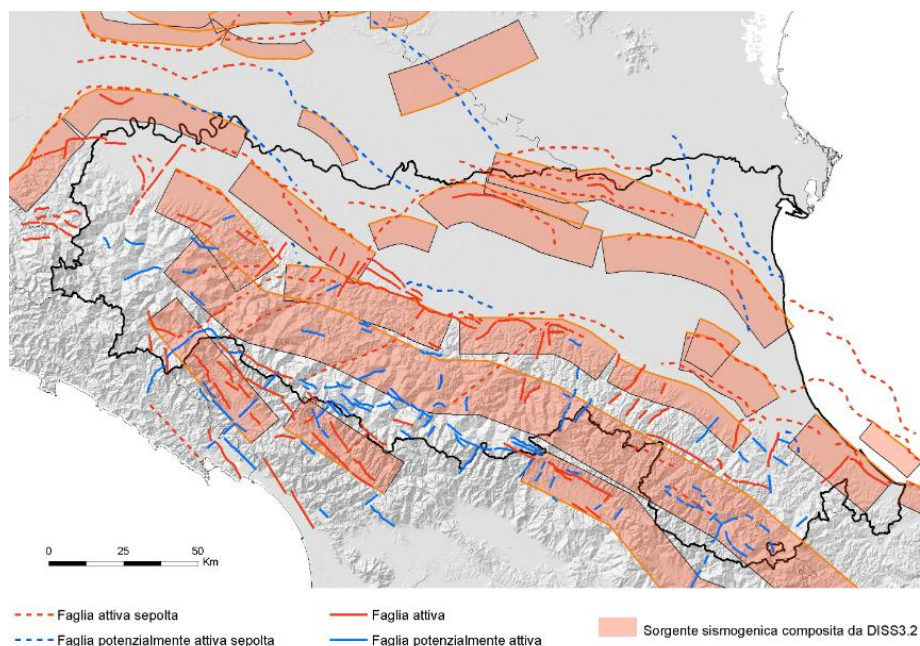 0 25 50
Km
Faglia attiva sepolta Faglia attiva Sorgente sismogenica composita da DISS3.2
Faglia potenzialmente attiva sepolta Faglia potenzialmente attiva